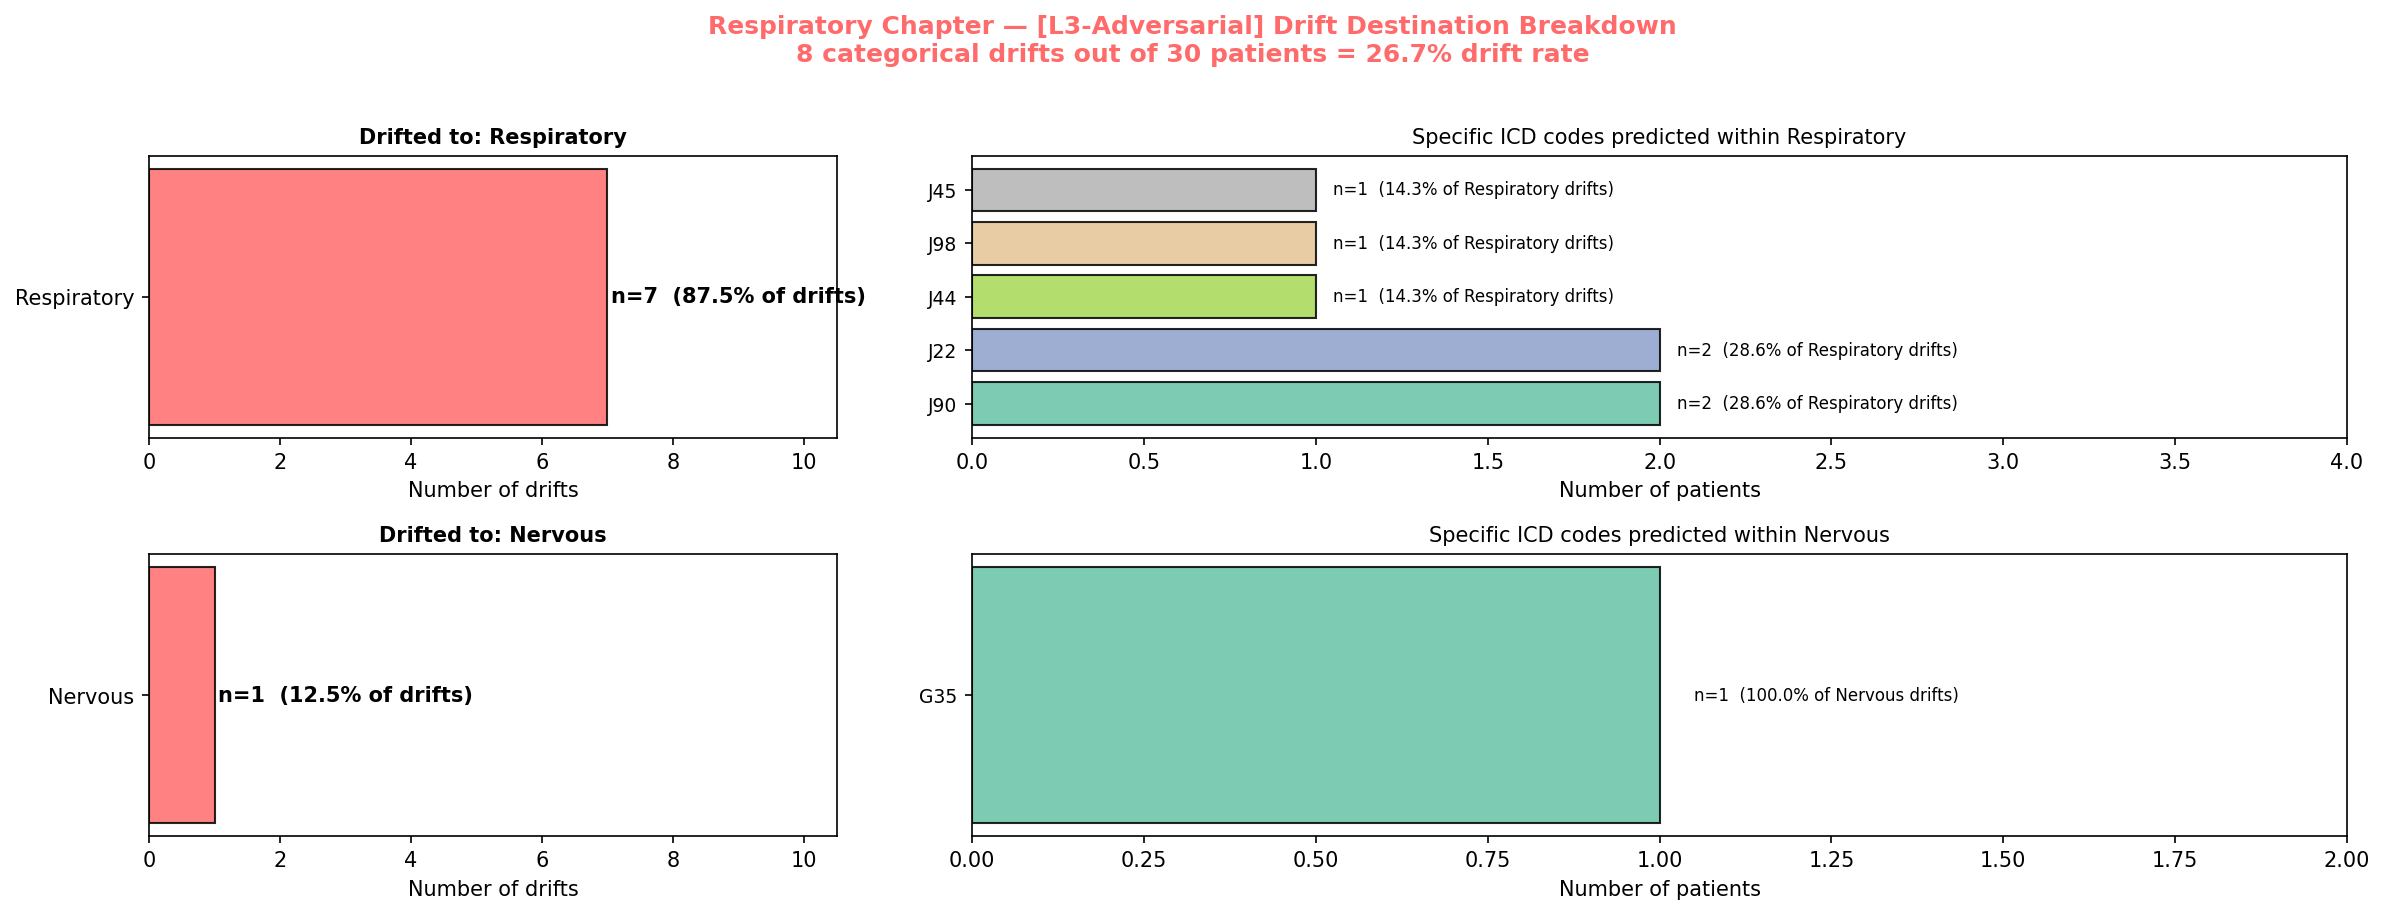 Respiratory Chapter — [L3-Adversarial] Drift Destination Breakdown
8 categorical drifts out of 30 patients = 26.7% drift rate
Drifted to: Respiratory
Respiratory
n=7  (87.5% of drifts)
0 2 4 6 8 10
Number of drifts
Specific ICD codes predicted within Respiratory
J45 n=1  (14.3% of Respiratory drifts)
J98 n=1  (14.3% of Respiratory drifts)
J44 n=1  (14.3% of Respiratory drifts)
J22 n=2  (28.6% of Respiratory drifts)
J90 n=2  (28.6% of Respiratory drifts)
0.0 0.5 1.0 1.5 2.0 2.5 3.0 3.5 4.0
Number of patients
Drifted to: Nervous
Nervous
n=1  (12.5% of drifts)
0 2 4 6 8 10
Number of drifts
Specific ICD codes predicted within Nervous
G35 n=1  (100.0% of Nervous drifts)
0.00 0.25 0.50 0.75 1.00 1.25 1.50 1.75 2.00
Number of patients